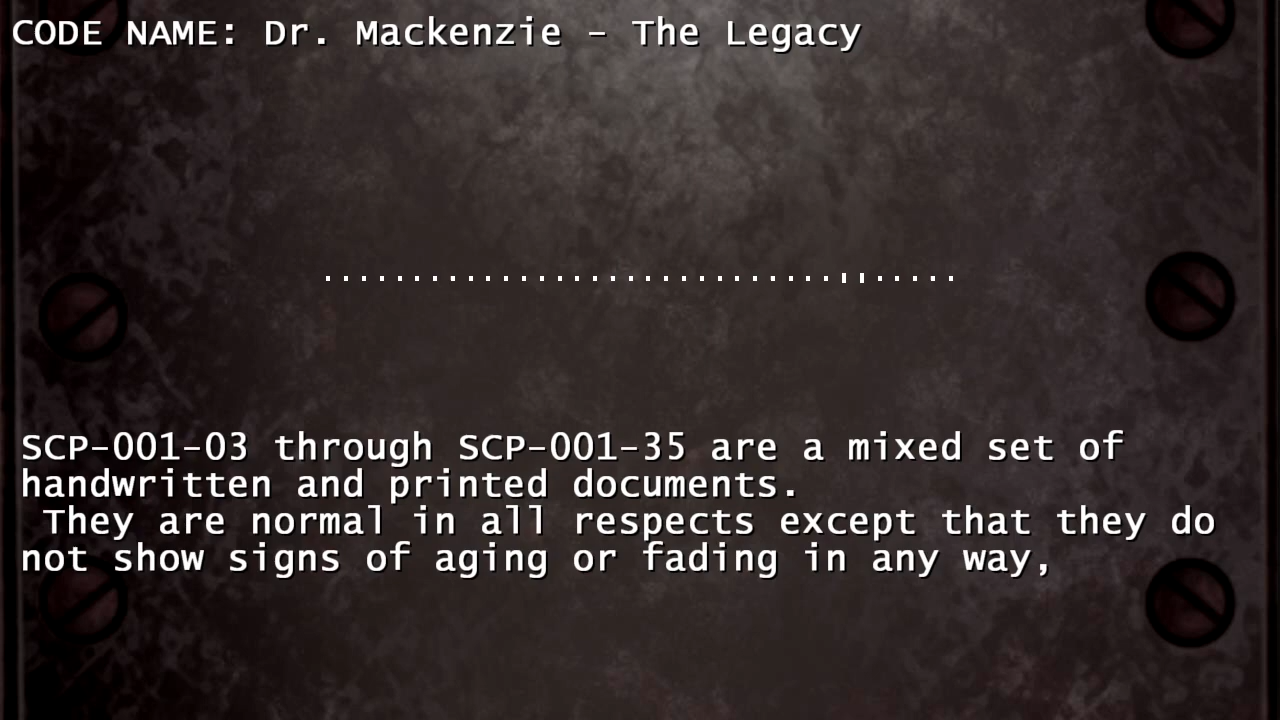 CODE NAME: Dr. Mackenzie - The Legacy
SCP-001-03 through SCP-001-35 are a mixed set of
handwritten and printed documents.
They are normal in all respects except that they do
not show signs of aging or fading in any way,